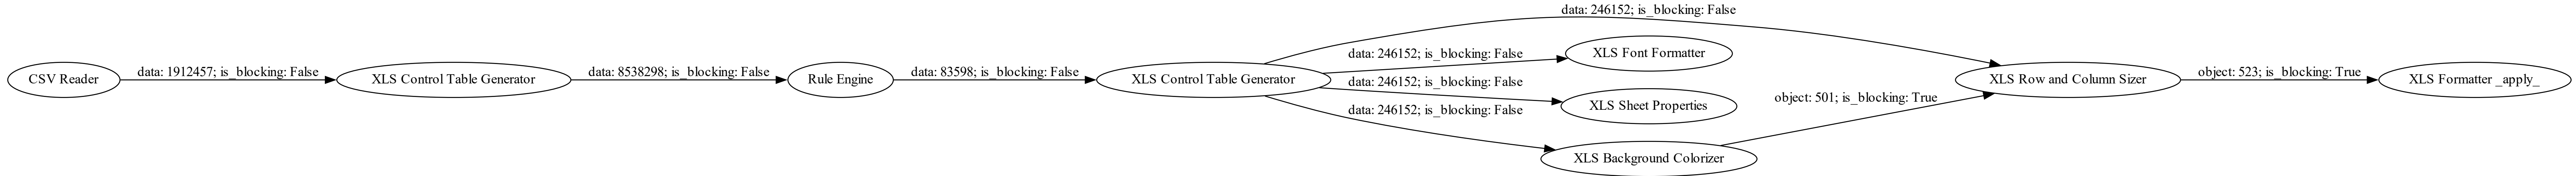 data: 246152; is_blocking: False
data: 246152; is_blocking: False
XLS Font Formatter
CSV Reader
data: 1912457; is_blocking: False
XLS Control Table Generator
data: 8538298; is_blocking: False
Rule Engine
data: 83598; is_blocking: False
XLS Control Table Generator
data: 246152; is_blocking: False
XLS Sheet Properties
XLS Row and Column Sizer
object: 523; is_blocking: True
XLS Formatter _apply_
data: 246152; is_blocking: False
object: 501; is_blocking: True
XLS Background Colorizer